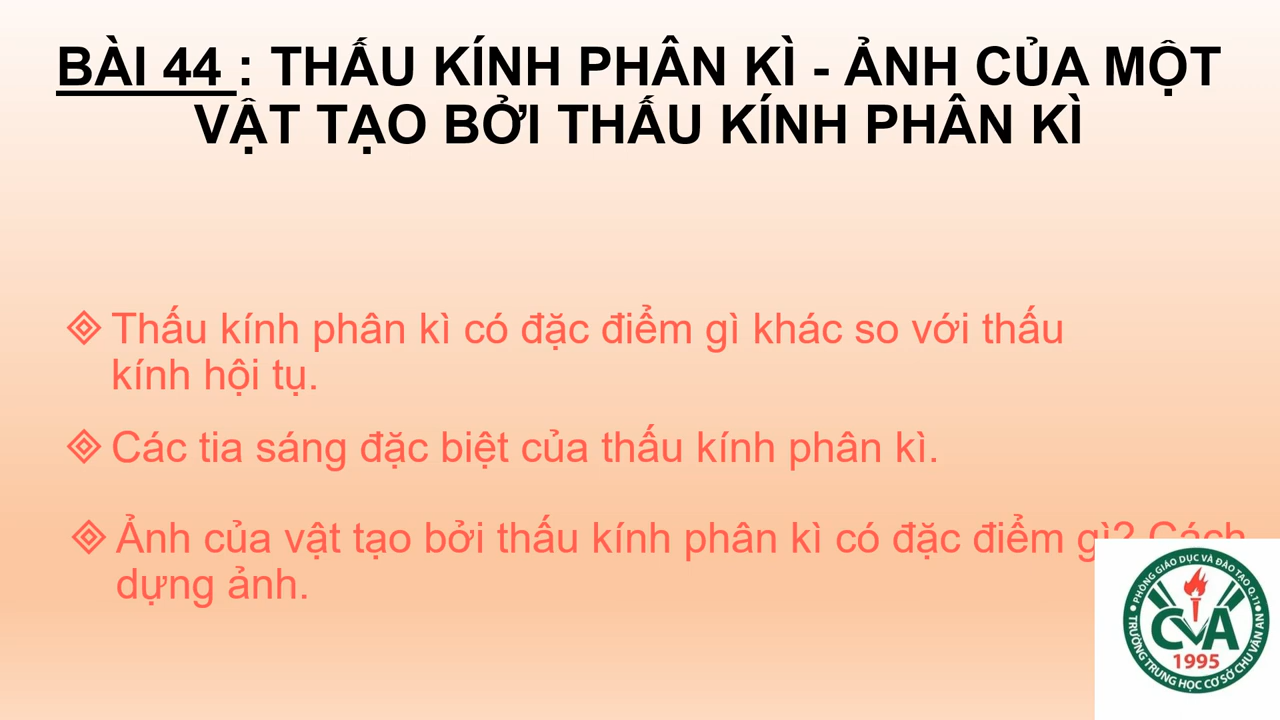 BÀI 44 : THẤU KÍNH PHÂN KÌ - ẢNH CỦA MỘT
VẬT TẠO BỞI THẤU KÍNH PHÂN KÌ
Thấu kính phân kì có đặc điểm gì khác so với thấu
kính hội tụ.
Các tia sáng đặc biệt của thấu kính phân kì.
Ảnh của vật tạo bởi thấu kính phân kì có đặc điểm gì? Cách
dựng ảnh.
PHÒNG GIÁO DỤC VÀ ĐÀO TẠO Q.11
CVA
1995
TRƯỜNG TRUNG HỌC CƠ SỞ CHU VĂN AN